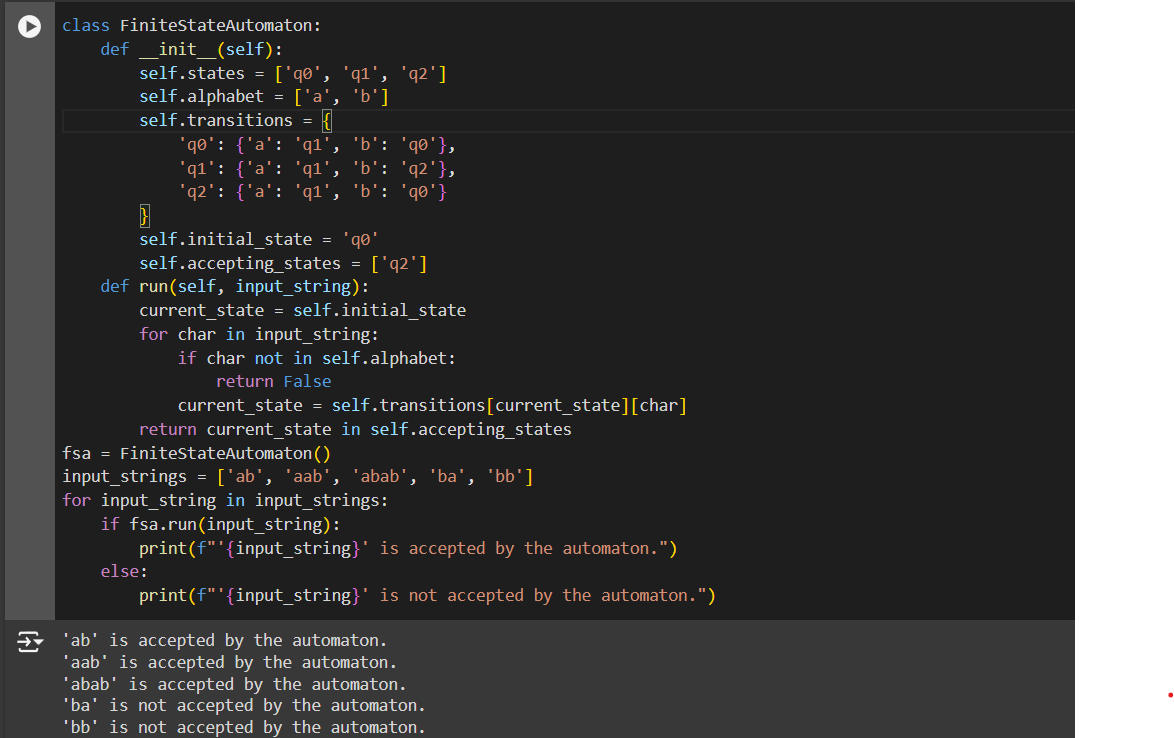 class FiniteStateAutomaton:
    def __init__(self):
        self.states = ['q0', 'q1', 'q2']
        self.alphabet = ['a', 'b']
        self.transitions = {
            'q0': {'a': 'q1', 'b': 'q0'},
            'q1': {'a': 'q1', 'b': 'q2'},
            'q2': {'a': 'q1', 'b': 'q0'}
        }
        self.initial_state = 'q0'
        self.accepting_states = ['q2']
    def run(self, input_string):
        current_state = self.initial_state
        for char in input_string:
            if char not in self.alphabet:
                return False
            current_state = self.transitions[current_state][char]
        return current_state in self.accepting_states
fsa = FiniteStateAutomaton()
input_strings = ['ab', 'aab', 'abab', 'ba', 'bb']
for input_string in input_strings:
    if fsa.run(input_string):
        print(f"'{input_string}' is accepted by the automaton.")
    else:
        print(f"'{input_string}' is not accepted by the automaton.")
'ab' is accepted by the automaton.
'aab' is accepted by the automaton.
'abab' is accepted by the automaton.
'ba' is not accepted by the automaton.
'bb' is not accepted by the automaton.